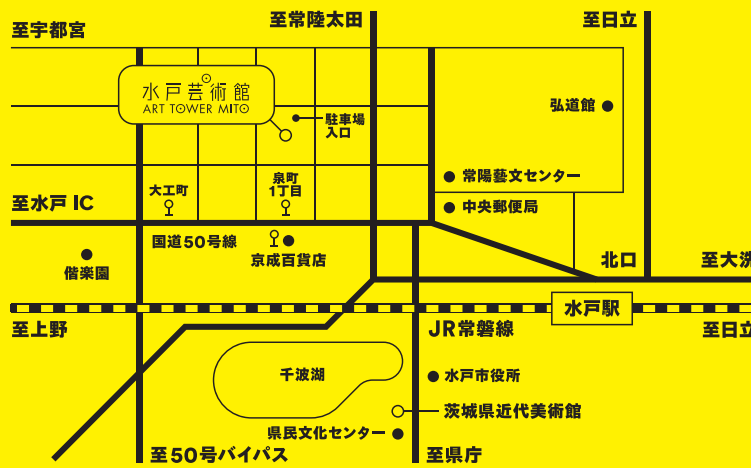 至常陸太田
至日立
至宇都宮
水戸芸術館
ART TOWER MITO
駐車場
入口
弘道館
常陽藝文センター
大工町
泉町
1丁目
至水戸 IC
中央郵便局
国道50号線
京成百貨店
北口
至大洗
偕楽園
水戸駅
至上野
JR常磐線
至日立
千波湖
水戸市役所
茨城県近代美術館
県民文化センター
至50号バイパス
至県庁